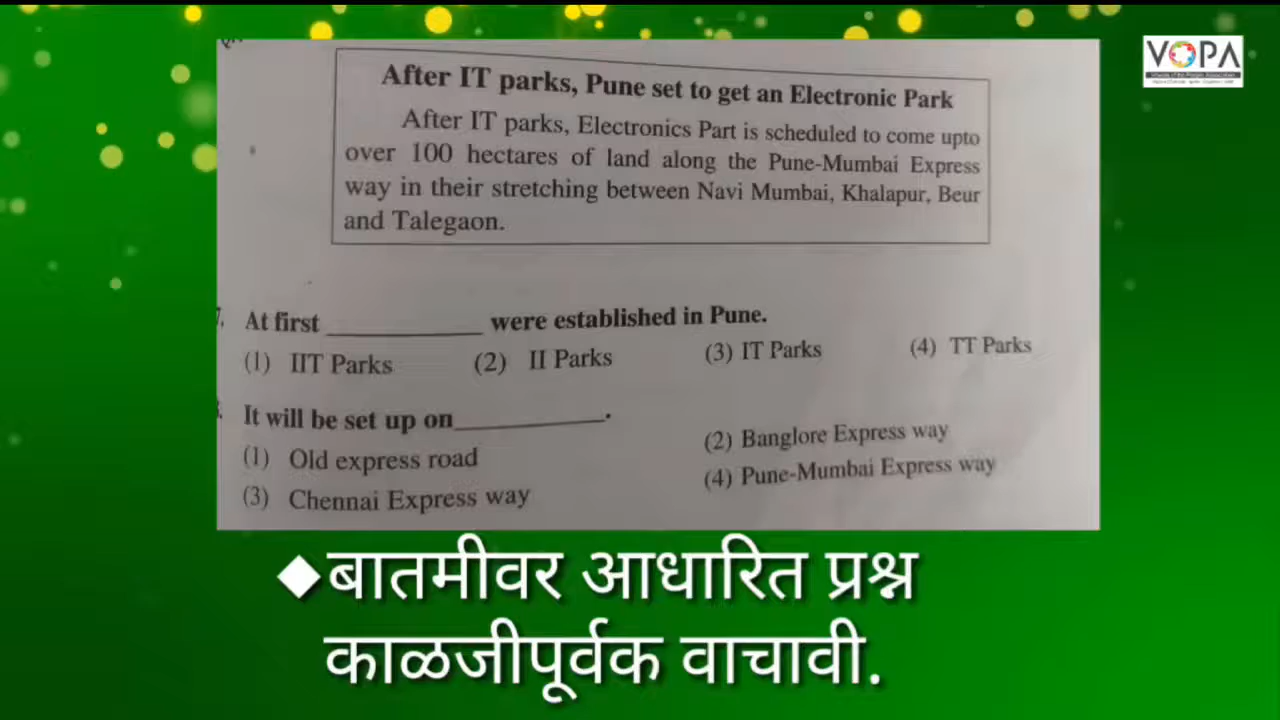 VOPA
After IT parks, Pune set to get an Electronic Park
After IT parks, Electronics Part is scheduled to come upto
over 100 hectares of land along the Pune-Mumbai Express
way in their stretching between Navi Mumbai, Khalapur, Beur
and Talegaon.
7. At first __________ were established in Pune.
(1) IIT Parks (2) II Parks (3) IT Parks (4) TT Parks
It will be set up on__________.
(1) Old express road (2) Banglore Express way
(3) Chennai Express way (4) Pune-Mumbai Express way
◆बातमीवर आधारित प्रश्न
काळजीपूर्वक वाचावी.